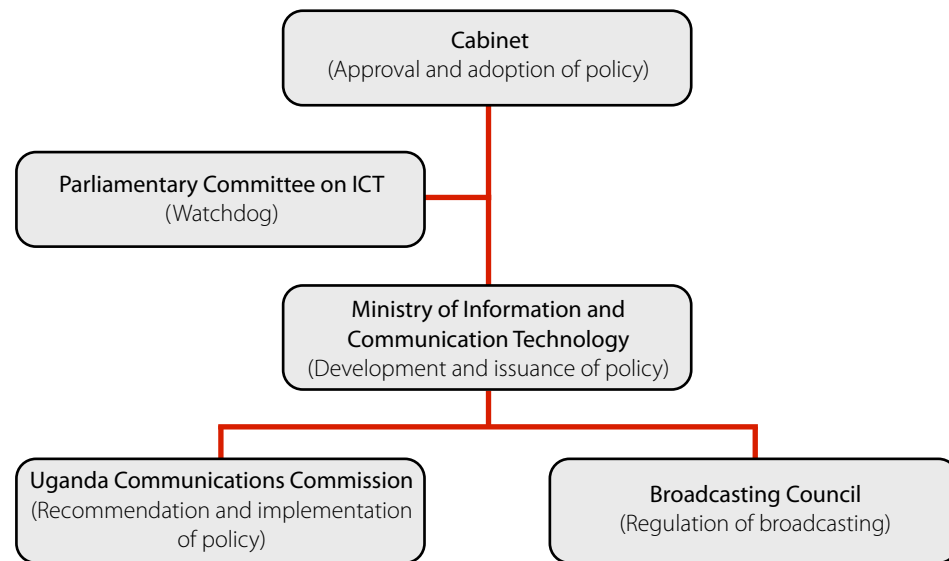 Cabinet
(Approval and adoption of policy)
Parliamentary Committee on ICT
(Watchdog)
Ministry of Information and
Communication Technology
(Development and issuance of policy)
Uganda Communications Commission
(Recommendation and implementation
of policy)
Broadcasting Council
(Regulation of broadcasting)